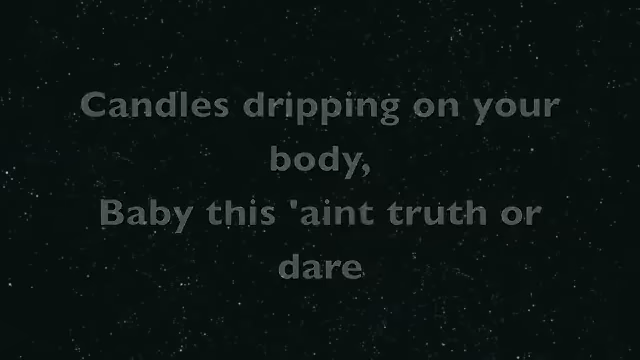 Candles dripping on your
body,
Baby this 'aint truth or
dare